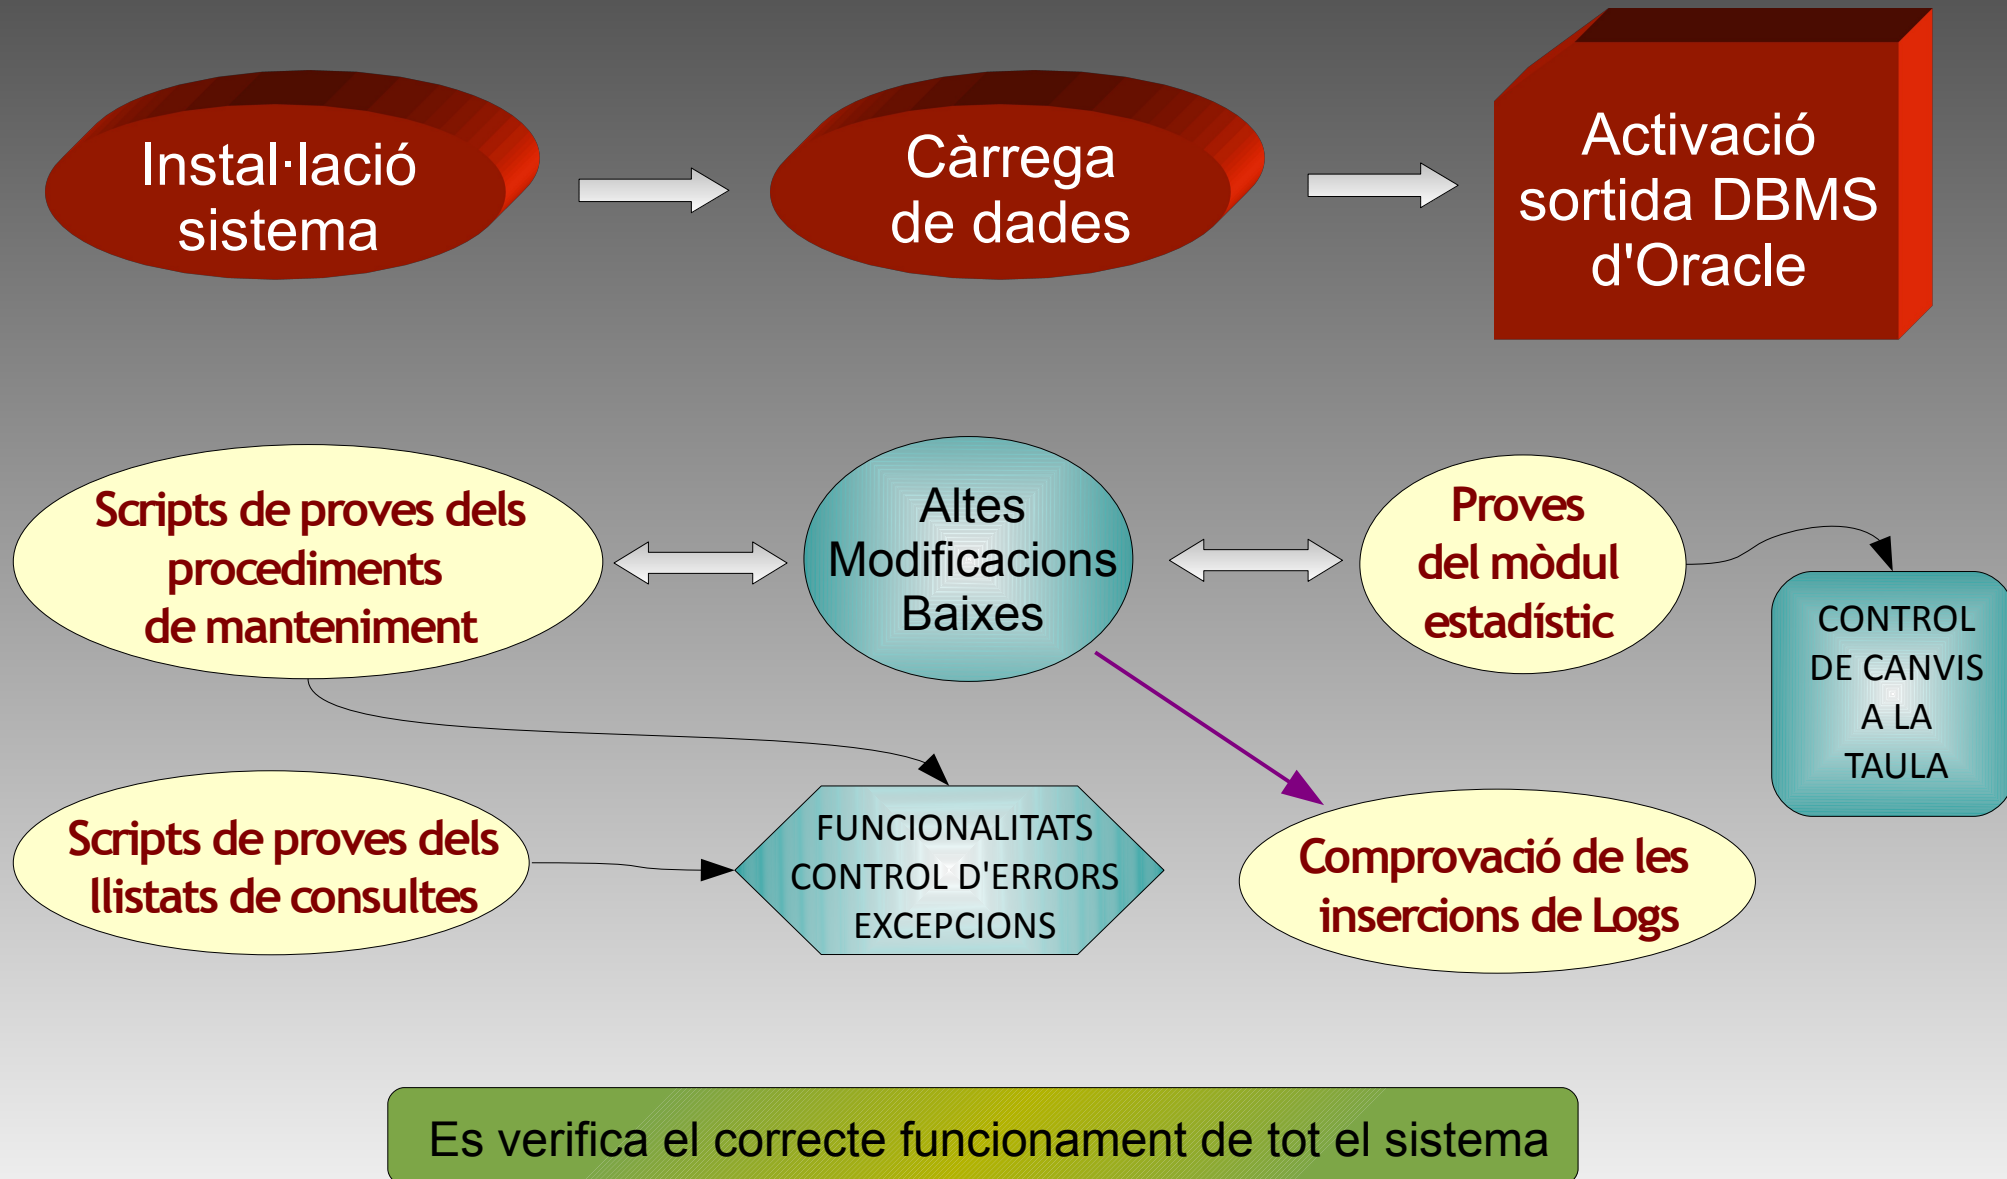 Instal·lació
sistema
Càrrega
de dades
Activació
sortida DBMS
d'Oracle
Scripts de proves dels
procediments
de manteniment
Altes
Modificacions
Baixes
Proves
del mòdul
estadístic
CONTROL
DE CANVIS
A LA
TAULA
Scripts de proves dels
llistats de consultes
FUNCIONALITATS
CONTROL D'ERRORS
EXCEPCIONS
Comprovació de les
insercions de Logs
Es verifica el correcte funcionament de tot el sistema